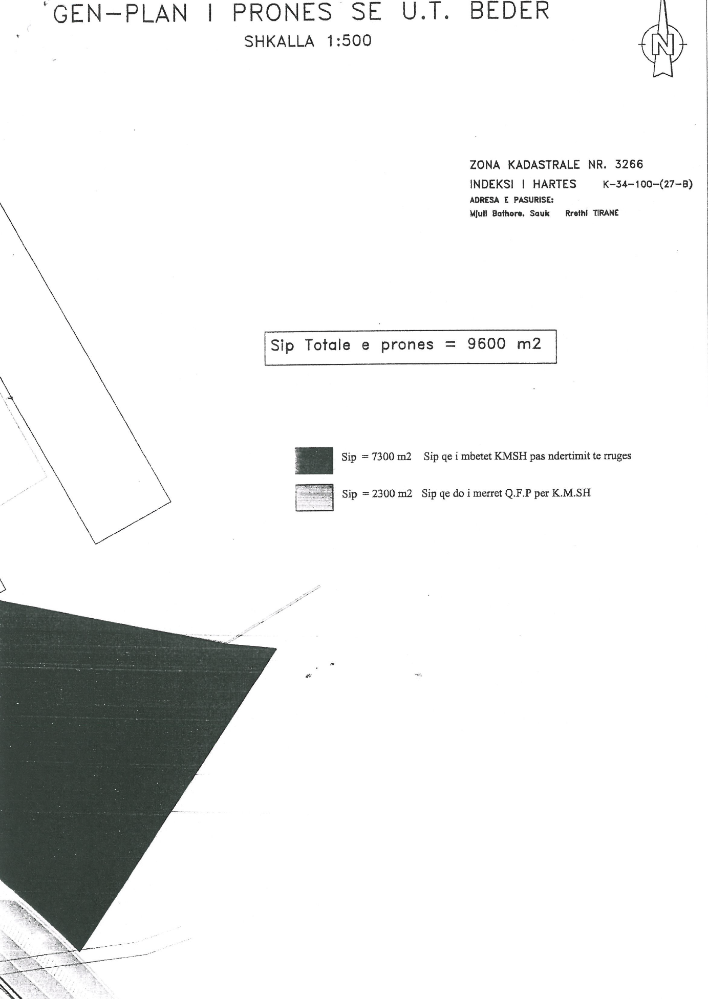 GEN-PLAN I PRONES SE U.T. BEDER
SHKALLA 1:500
N
ZONA KADASTRALE NR. 3266
INDEKSI I HARTES K-34-100-(27-B)
ADRESA E PASURISE:
Mjull Bathore. Sauk Rrethi TIRANE
Sip Totale e prones = 9600 m2
Sip = 7300 m2 Sip qe i mbetet KMSH pas ndertimit te rruges
Sip = 2300 m2 Sip qe do i merret Q.F.P per K.M.SH